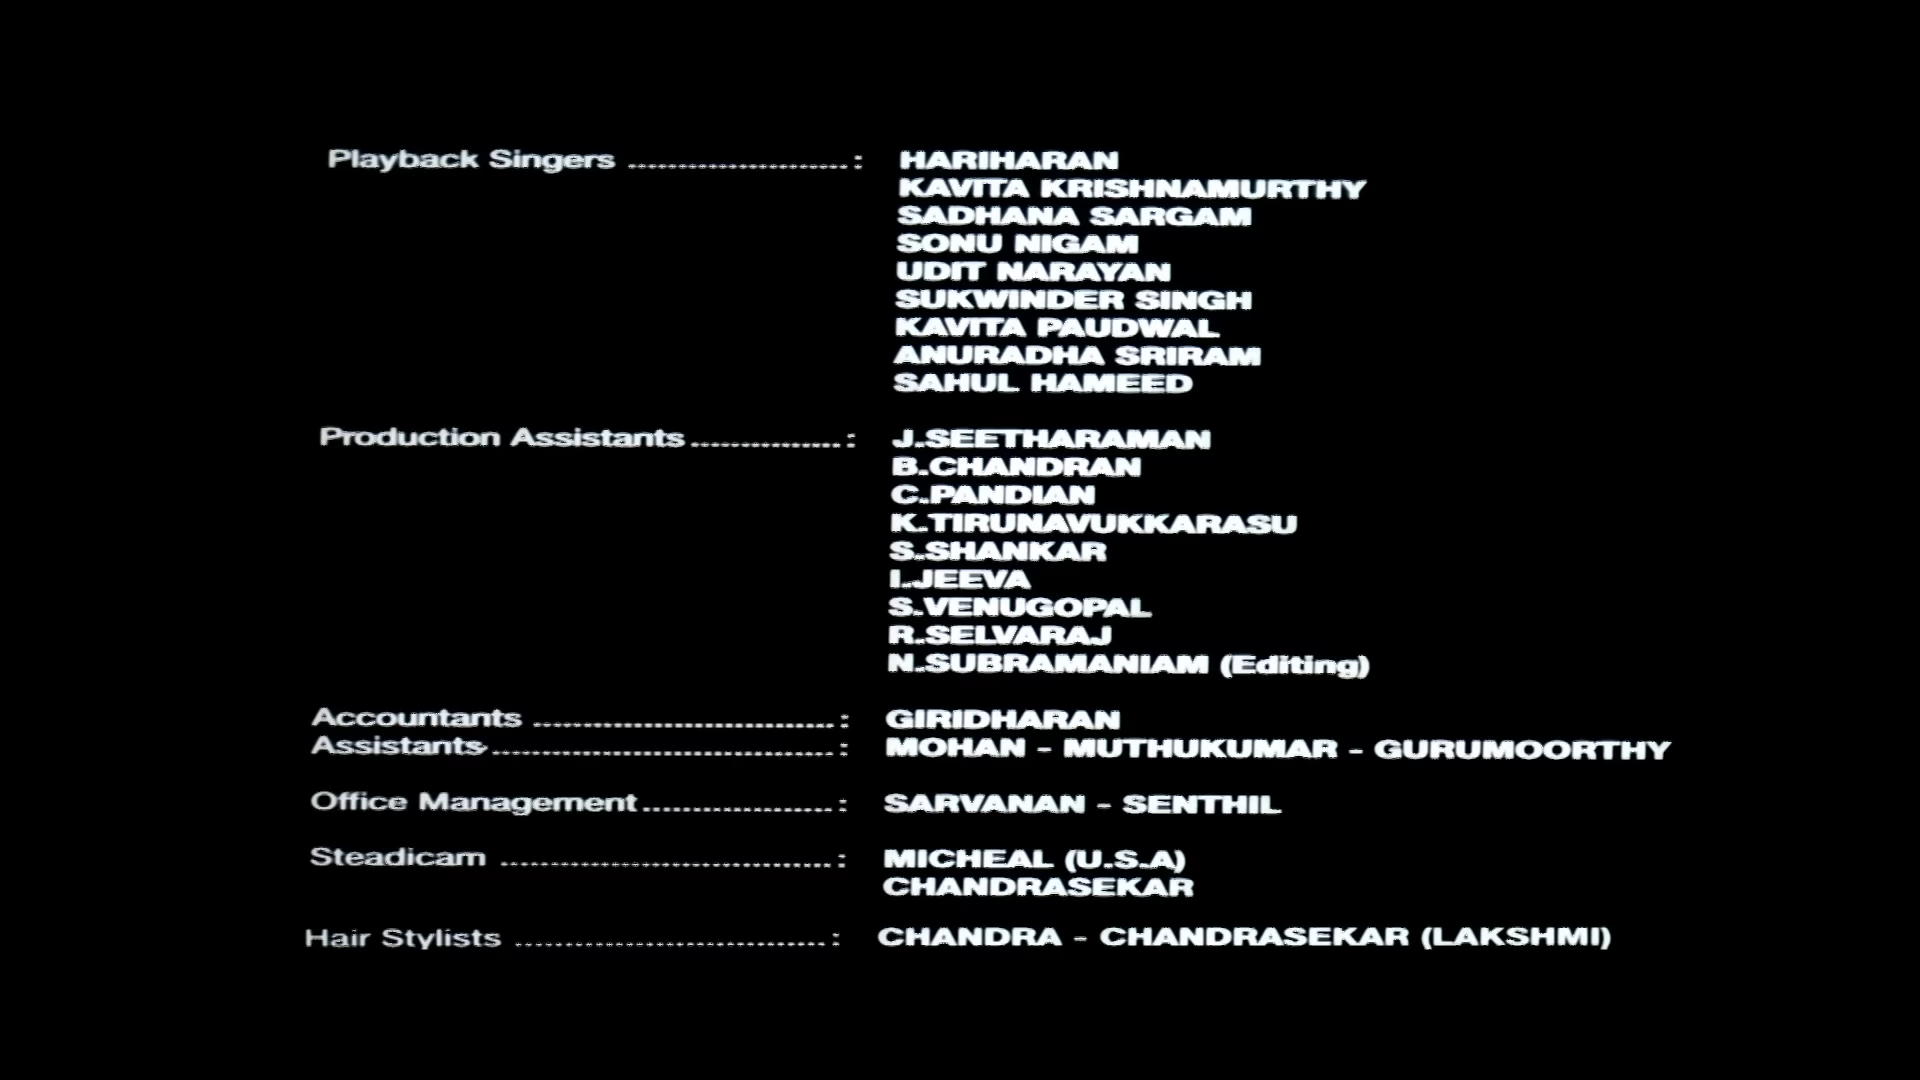 Playback Singers ......................: HARIHARAN
KAVITA KRISHNAMURTHY
SADHANA SARGAM
SONU NIGAM
UDIT NARAYAN
SUKWINDER SINGH
KAVITA PAUDWAL
ANURADHA SRIRAM
SAHUL HAMEED
Production Assistants...............: J.SEETHARAMAN
B.CHANDRAN
C.PANDIAN
K.TIRUNAVUKKARASU
S.SHANKAR
I.JEEVA
S.VENUGOPAL
R.SELVARAJ
N.SUBRAMANIAM (Editing)
Accountants ..............................: GIRIDHARAN
Assistants..................................: MOHAN - MUTHUKUMAR - GURUMOORTHY
Office Management...................: SARVANAN - SENTHIL
Steadicam .................................: MICHEAL (U.S.A)
CHANDRASEKAR
Hair Stylists ...............................: CHANDRA - CHANDRASEKAR (LAKSHMI)